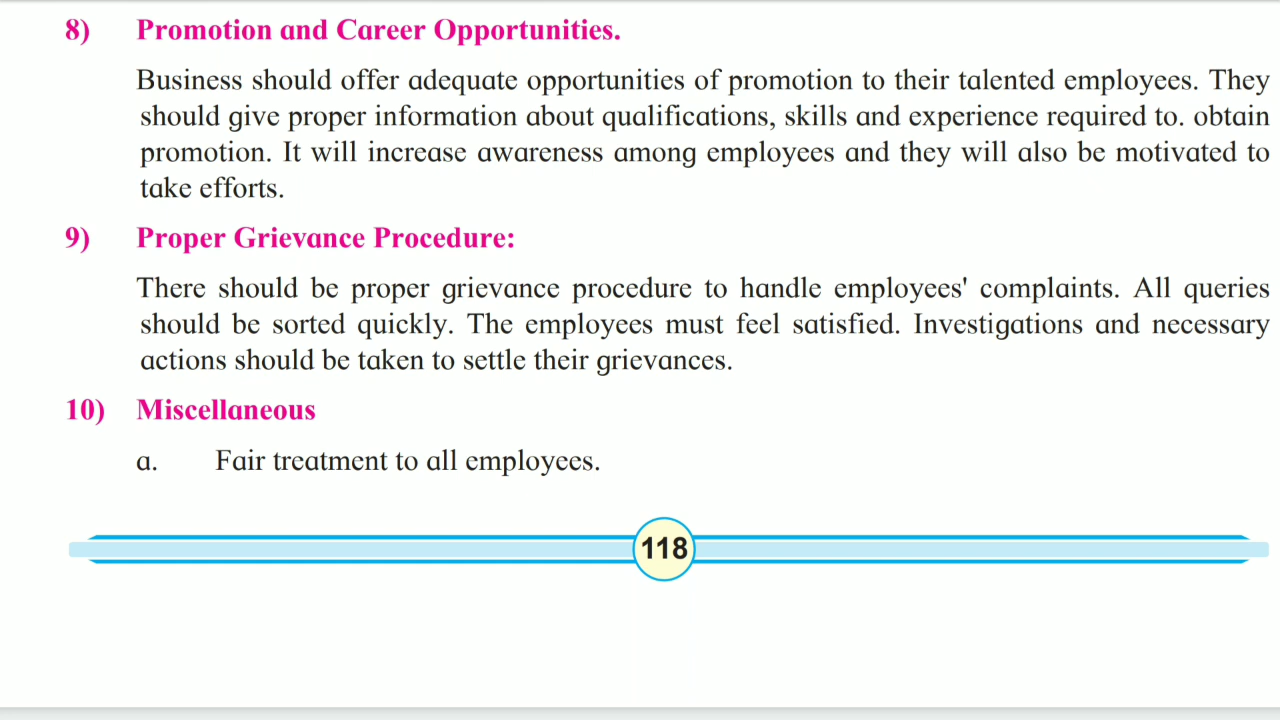 8) Promotion and Career Opportunities.
Business should offer adequate opportunities of promotion to their talented employees. They
should give proper information about qualifications, skills and experience required to. obtain
promotion. It will increase awareness among employees and they will also be motivated to
take efforts.
9) Proper Grievance Procedure:
There should be proper grievance procedure to handle employees' complaints. All queries
should be sorted quickly. The employees must feel satisfied. Investigations and necessary
actions should be taken to settle their grievances.
10) Miscellaneous
a. Fair treatment to all employees.
118